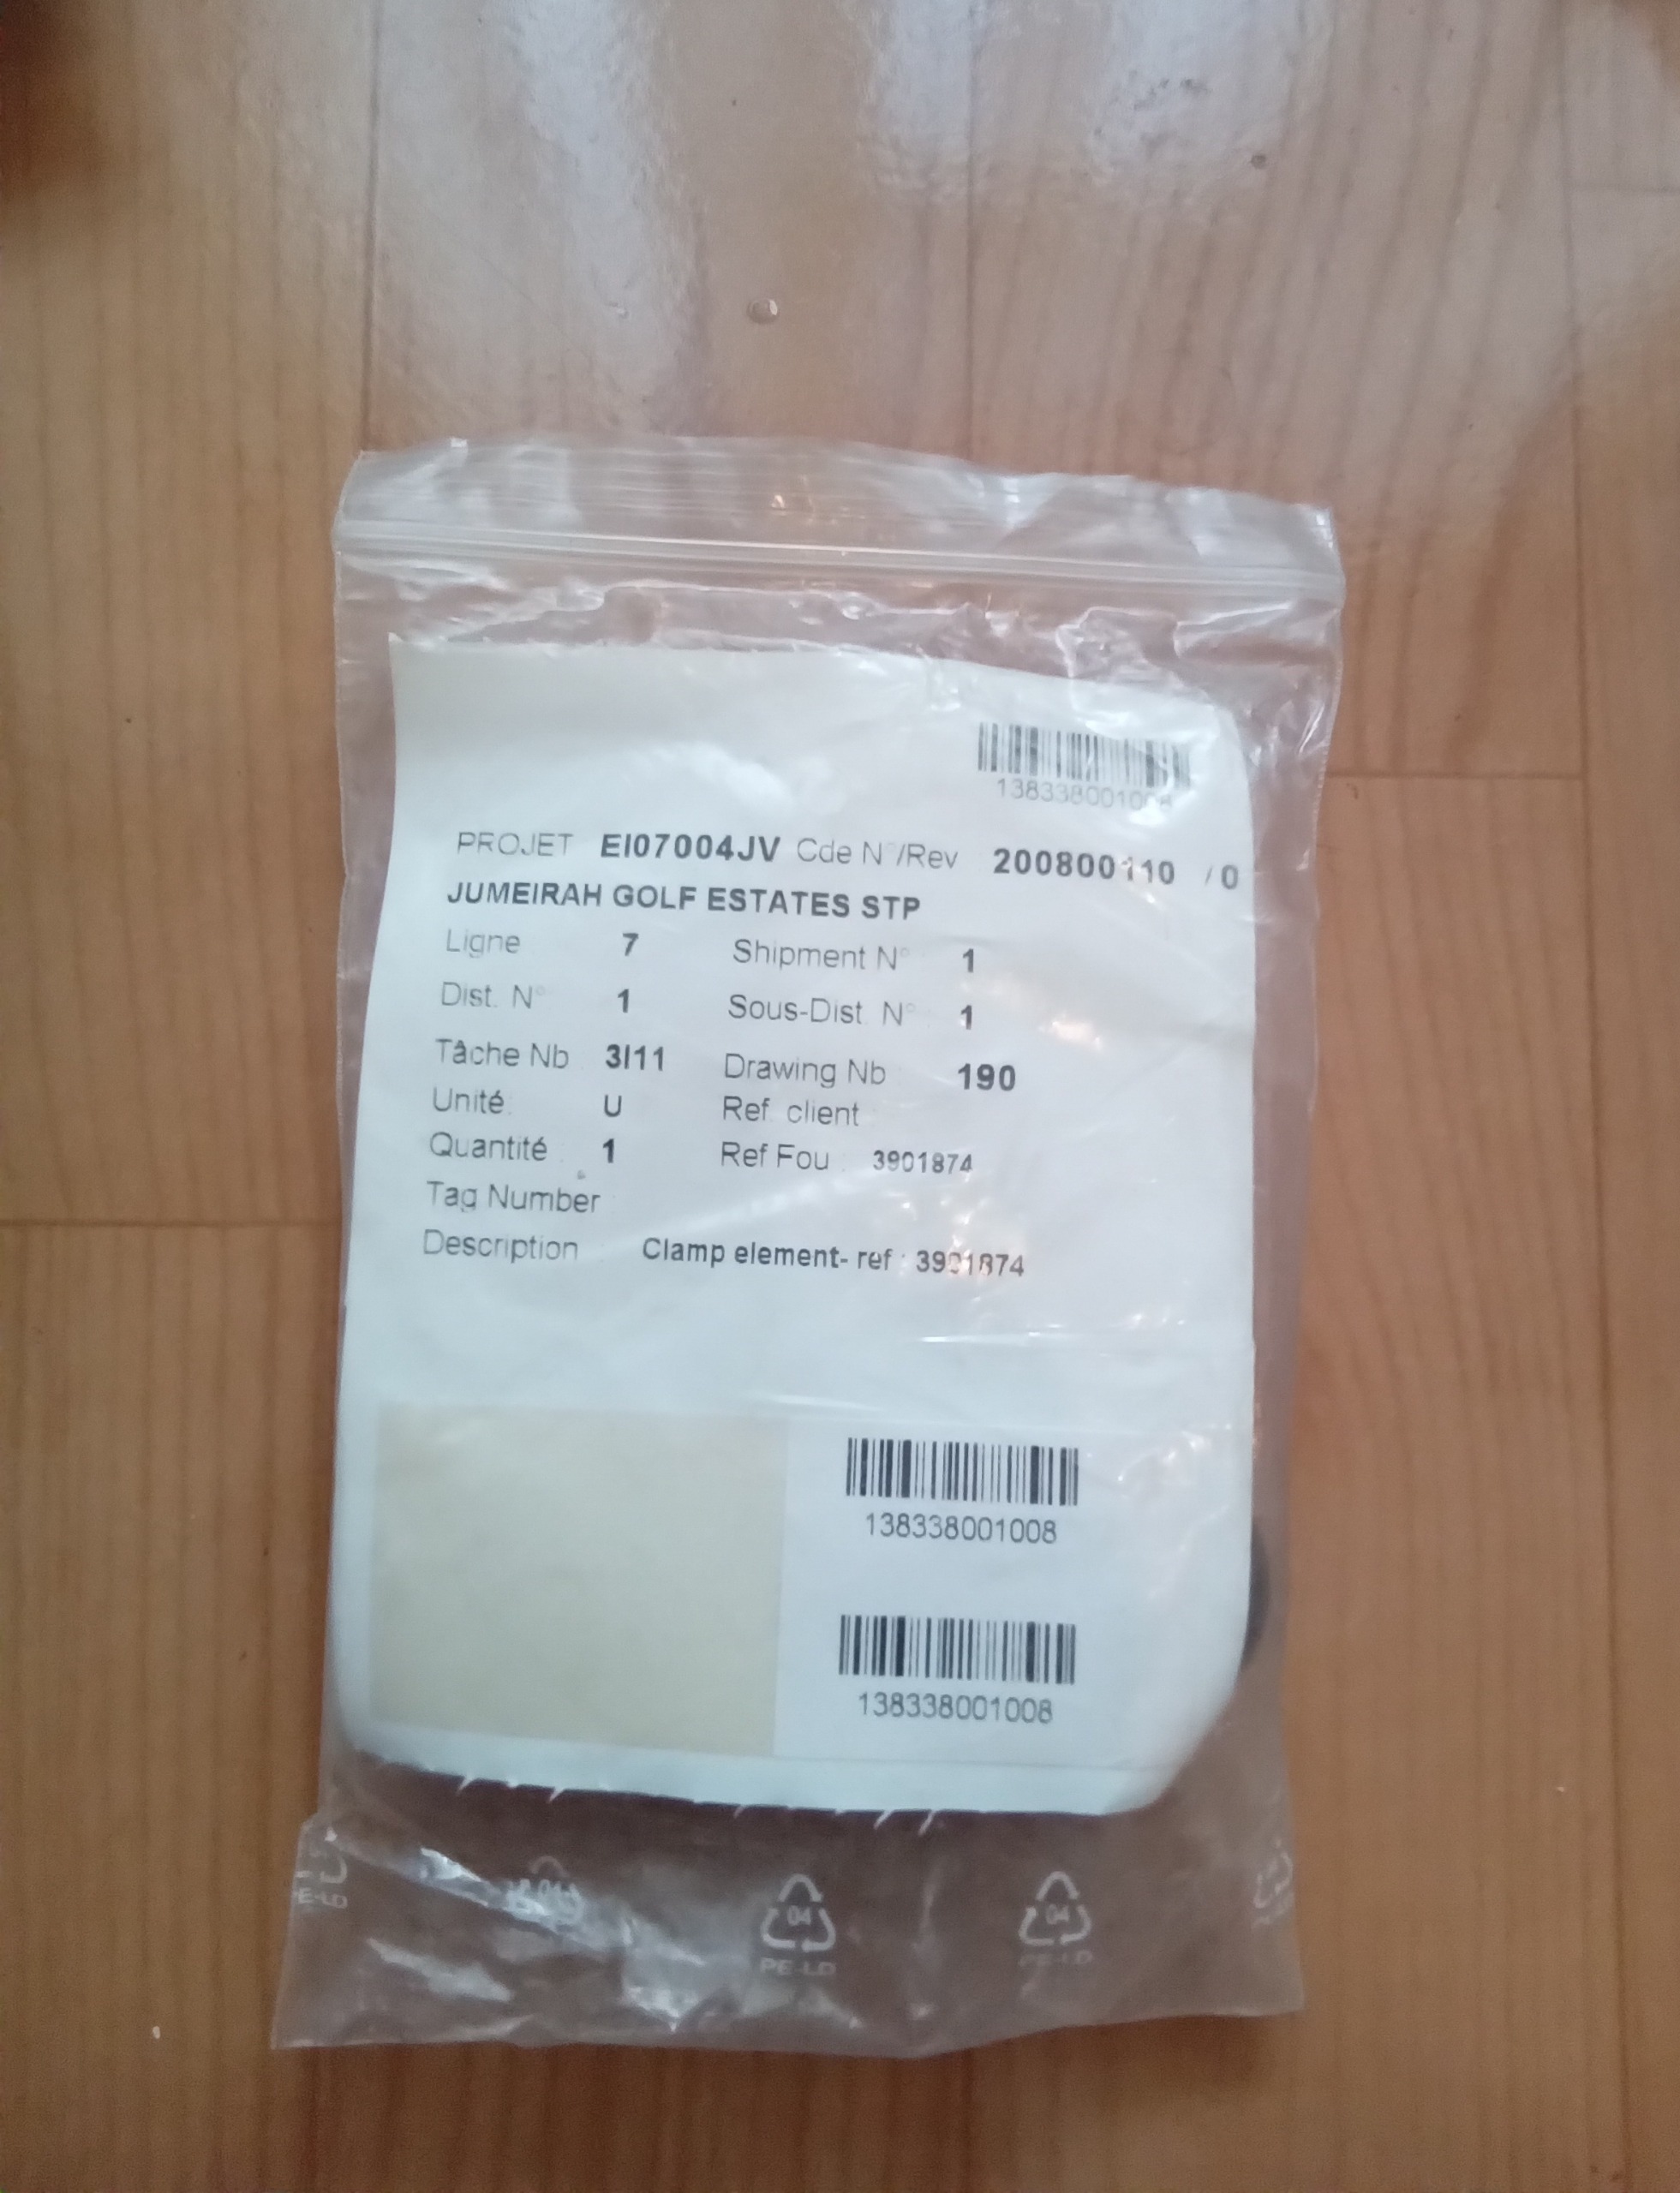 138338001008
PROJET EI07004JV Cde N°/Rev 200800110 / 0
JUMEIRAH GOLF ESTATES STP
Ligne 7 Shipment N° 1
Dist. N° 1 Sous-Dist. N° 1
Tâche Nb 3I11 Drawing Nb 190
Unité U Ref. client
Quantité 1 Ref Fou : 3901874
Tag Number
Description Clamp element- ref : 3901874
138338001008
138338001008
04 04
PE-LD PE-LD PE-LD